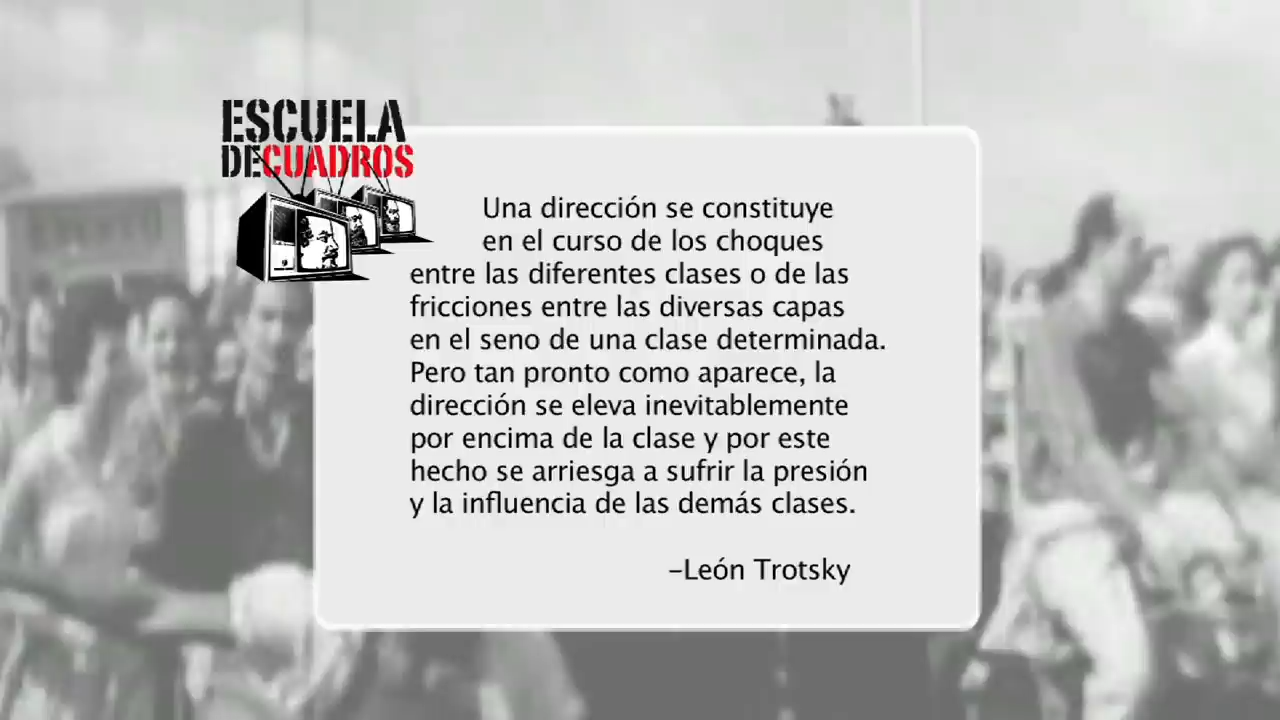 ESCUELA
DECUADROS
Una dirección se constituye
en el curso de los choques
entre las diferentes clases o de las
fricciones entre las diversas capas
en el seno de una clase determinada.
Pero tan pronto como aparece, la
dirección se eleva inevitablemente
por encima de la clase y por este
hecho se arriesga a sufrir la presión
y la influencia de las demás clases.
–León Trotsky